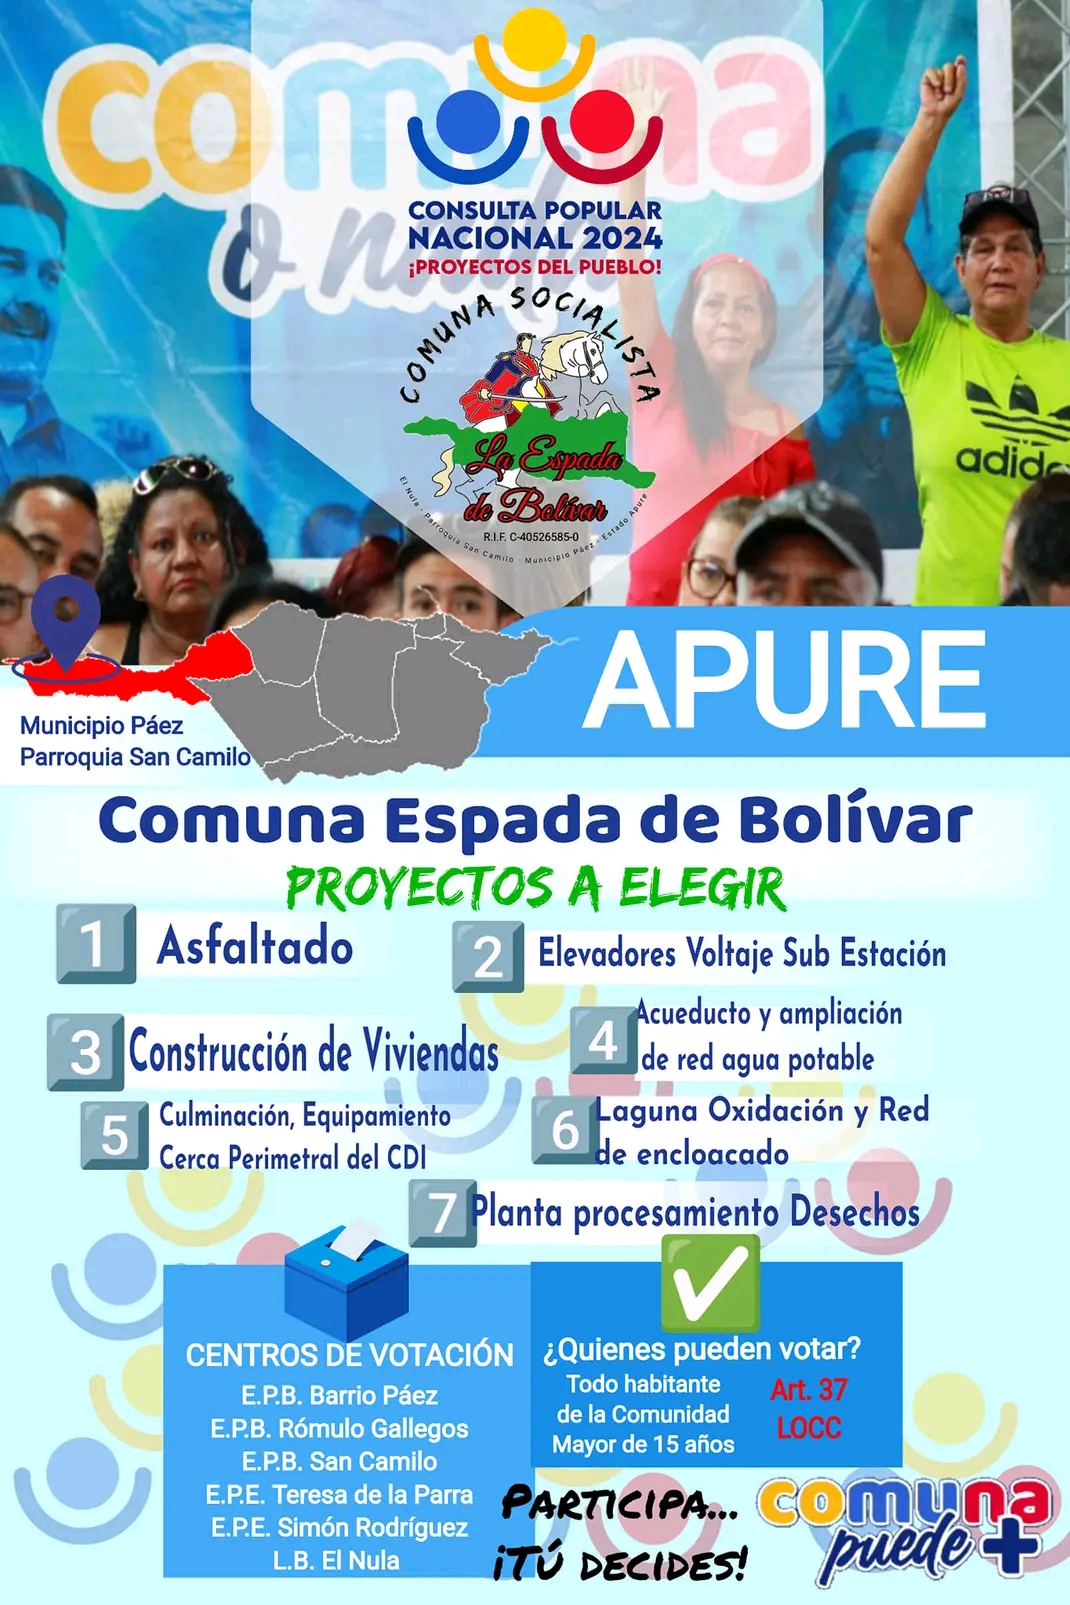 comuna
o nada
CONSULTA POPULAR
NACIONAL 2024
¡PROYECTOS DEL PUEBLO!
COMUNA SOCIALISTA
La Espada
de Bolívar
R.I.F. C-40526585-0
El Nula - Parroquia San Camilo - Municipio Páez - Estado Apure
adidas
APURE
Municipio Páez
Parroquia San Camilo
Comuna Espada de Bolívar
PROYECTOS A ELEGIR
1 Asfaltado
2 Elevadores Voltaje Sub Estación
3 Construcción de Viviendas
4 Acueducto y ampliación
de red agua potable
5 Culminación, Equipamiento
Cerca Perimetral del CDI
6 Laguna Oxidación y Red
de encloacado
7 Planta procesamiento Desechos
CENTROS DE VOTACIÓN
E.P.B. Barrio Páez
E.P.B. Rómulo Gallegos
E.P.B. San Camilo
E.P.E. Teresa de la Parra
E.P.E. Simón Rodríguez
L.B. El Nula
¿Quienes pueden votar?
Todo habitante
de la Comunidad
Mayor de 15 años
Art. 37
LOCC
PARTICIPA...
¡TÚ DECIDES!
comuna
puede +